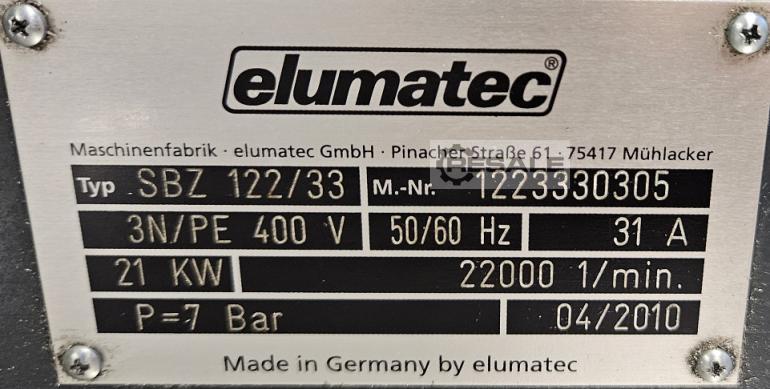 elumatec®
Maschinenfabrik · elumatec GmbH · Pinacher Straße 61 · 75417 Mühlacker
Typ SBZ 122/33 M.-Nr. 1223330305
3N/PE 400 V 50/60 Hz 31 A
21 KW 22000 1/min.
P=7 Bar 04/2010
Made in Germany by elumatec